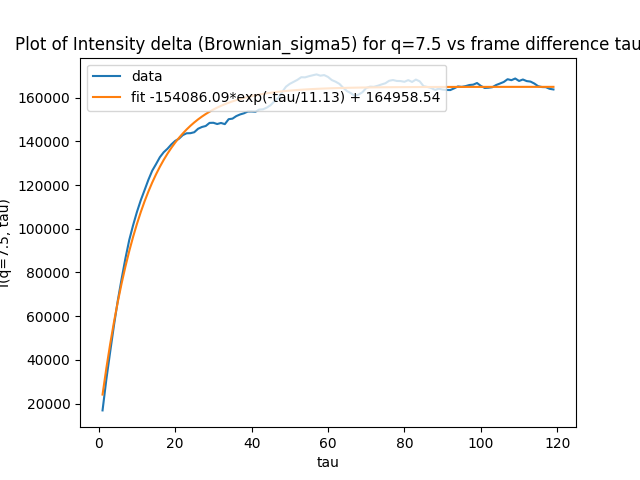 Plot of Intensity delta (Brownian_sigma5) for q=7.5 vs frame difference tau
data
fit -154086.09*exp(-tau/11.13) + 164958.54
160000
140000
120000
100000
80000
60000
40000
20000
I(q=7.5, tau)
0 20 40 60 80 100 120
tau